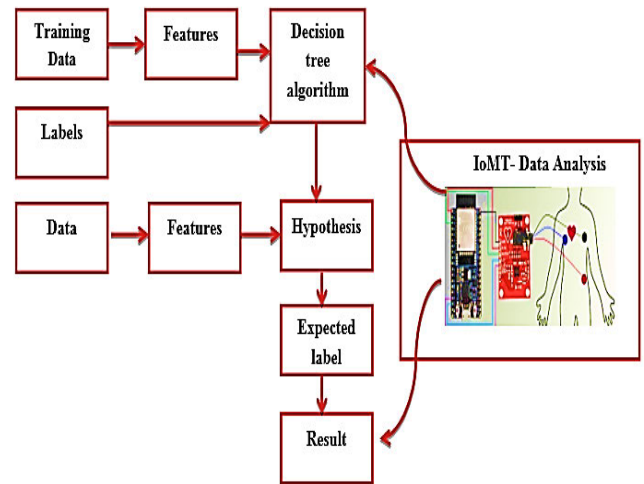 Training
Data
Features
Decision
tree
algorithm
Labels
IoMT- Data Analysis
Data
Features
Hypothesis
Expected
label
Result